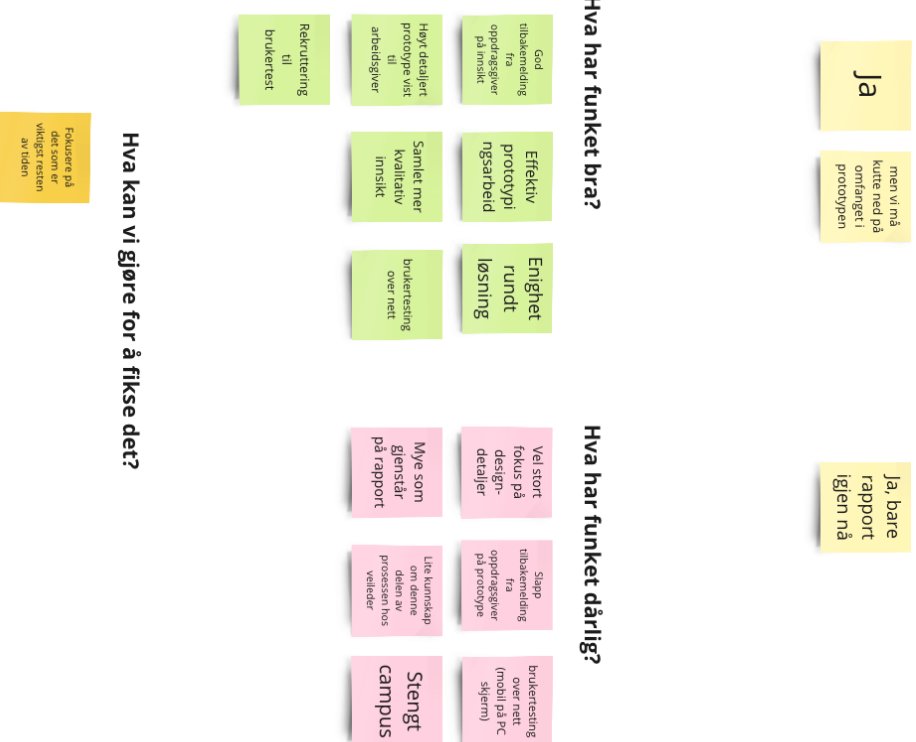 Ja
men vi må
kutte ned på
omfanget i
prototypen
Ja, bare
rapport
igjen nå
Hva har funket bra?
God
tilbakemelding
fra
oppdragsgiver
på innsikt
Effektiv
prototypi
ngsarbeid
Enighet
rundt
løsning
Høyt detaljert
prototype vist
til
arbeidsgiver
Samlet mer
kvalitativ
innsikt
brukertesting
over nett
Rekruttering
til
brukertest
Hva har funket dårlig?
Vel stort
fokus på
design-
detaljer
Slapp
tilbakemelding
fra
oppdragsgiver
på prototype
brukertesting
over nett
(mobil på PC
skjerm)
Mye som
gjenstår
på rapport
Lite kunnskap
om denne
delen av
prosessen hos
veileder
Stengt
campus
Hva kan vi gjøre for å fikse det?
Fokusere på
det som er
viktigst resten
av tiden